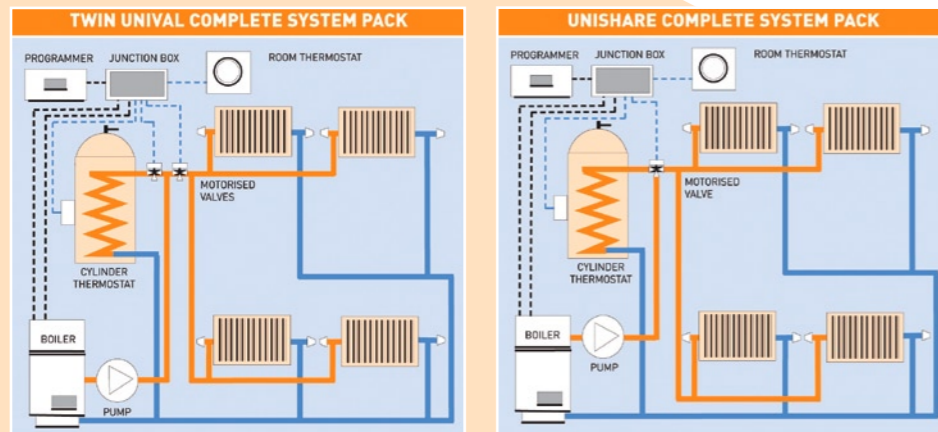 TWIN UNIVAL COMPLETE SYSTEM PACK
PROGRAMMER
JUNCTION BOX
ROOM THERMOSTAT
MOTORISED
VALVES
CYLINDER
THERMOSTAT
BOILER
PUMP
UNISHARE COMPLETE SYSTEM PACK
PROGRAMMER
JUNCTION BOX
ROOM THERMOSTAT
MOTORISED
VALVE
CYLINDER
THERMOSTAT
BOILER
PUMP